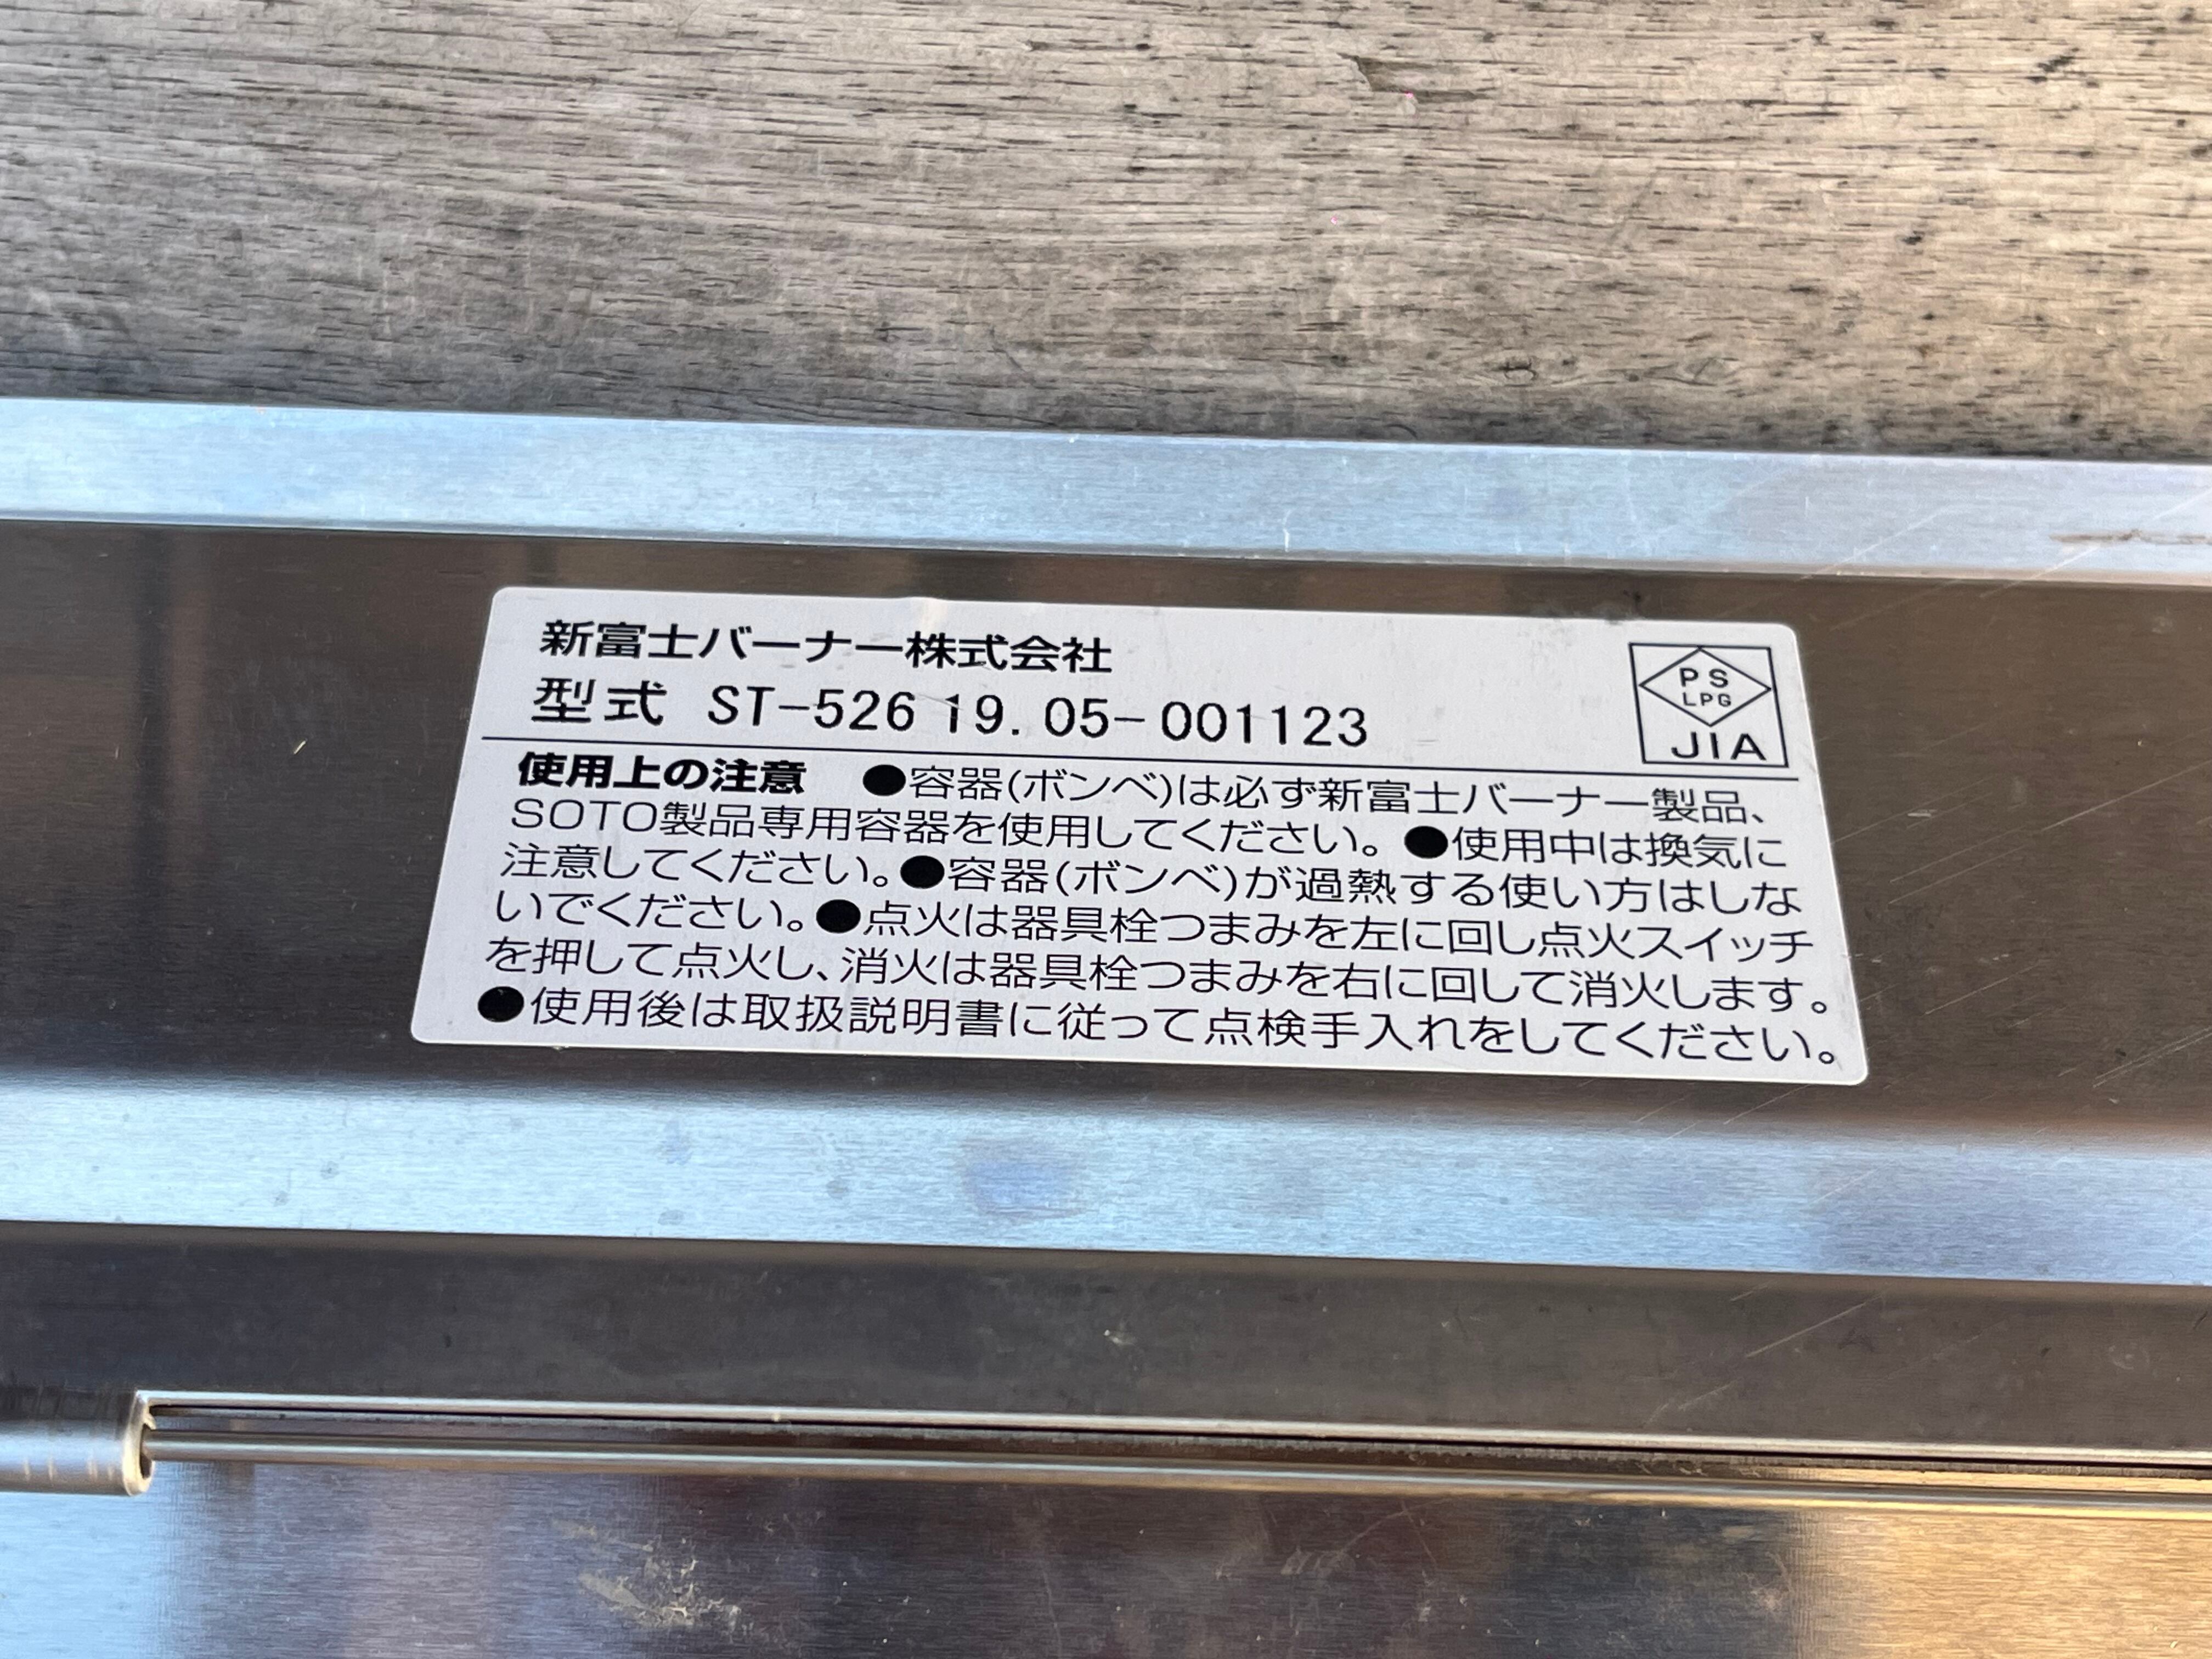 新富士バーナー株式会社
型式 ST-526 19.05-001123
PS
LPG
JIA
使用上の注意 ●容器(ボンベ)は必ず新富士バーナー製品、
SOTO製品専用容器を使用してください。●使用中は換気に
注意してください。●容器(ボンベ)が過熱する使い方はしな
いでください。●点火は器具栓つまみを左に回し点火スイッチ
を押して点火し、消火は器具栓つまみを右に回して消火します。
●使用後は取扱説明書に従って点検手入れをしてください。